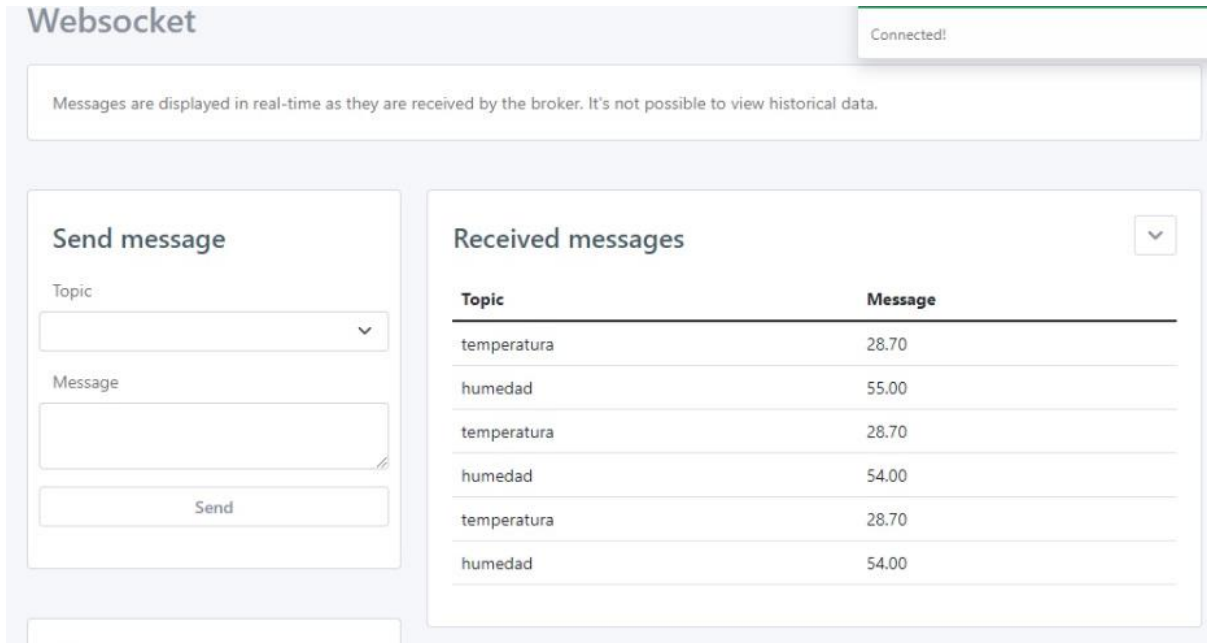 Websocket
Connected!
Messages are displayed in real-time as they are received by the broker. It's not possible to view historical data.
Send message
Topic
Message
Send
Received messages
Topic Message
temperatura 28.70
humedad 55.00
temperatura 28.70
humedad 54.00
temperatura 28.70
humedad 54.00